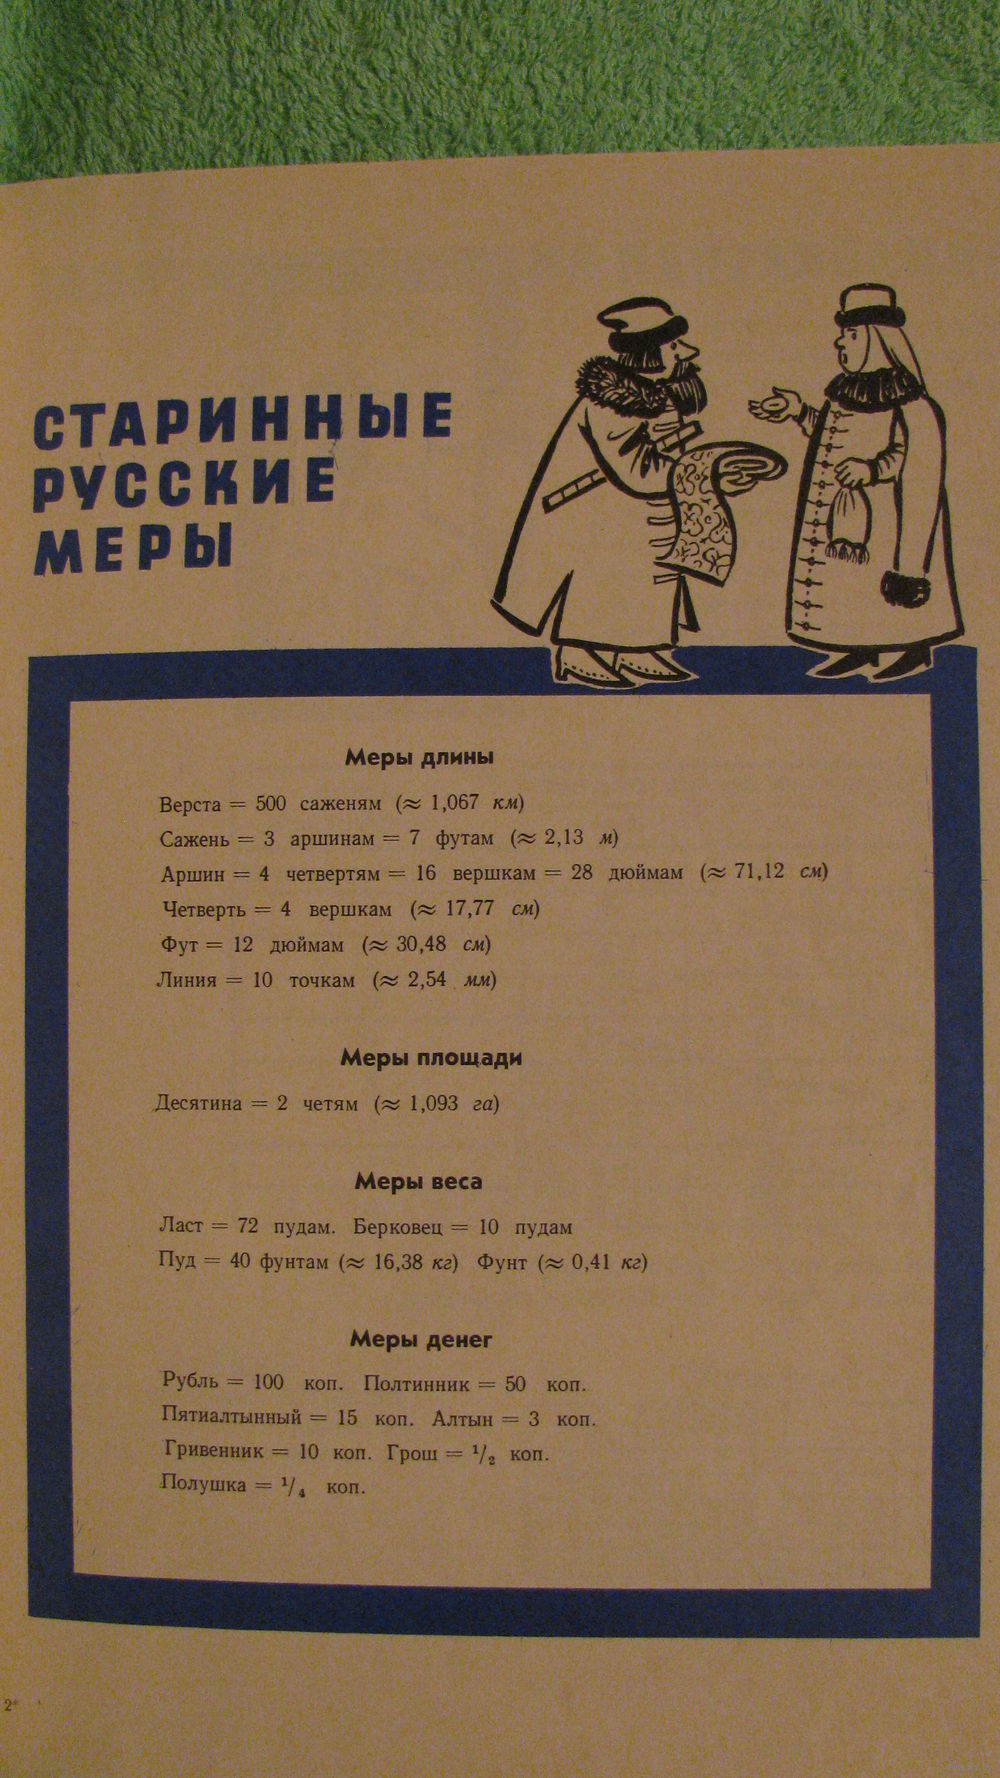 СТАРИННЫЕ
РУССКИЕ
МЕРЫ
Меры длины
Верста = 500 саженям (≈ 1,067 км)
Сажень = 3 аршинам = 7 футам (≈ 2,13 м)
Аршин = 4 четвертям = 16 вершкам = 28 дюймам (≈ 71,12 см)
Четверть = 4 вершкам (≈ 17,77 см)
Фут = 12 дюймам (≈ 30,48 см)
Линия = 10 точкам (≈ 2,54 мм)
Меры площади
Десятина = 2 четям (≈ 1,093 га)
Меры веса
Ласт = 72 пудам. Берковец = 10 пудам
Пуд = 40 фунтам (≈ 16,38 кг) Фунт (≈ 0,41 кг)
Меры денег
Рубль = 100 коп. Полтинник = 50 коп.
Пятиалтынный = 15 коп. Алтын = 3 коп.
Гривенник = 10 коп. Грош = 1/2 коп.
Полушка = 1/4 коп.
2*